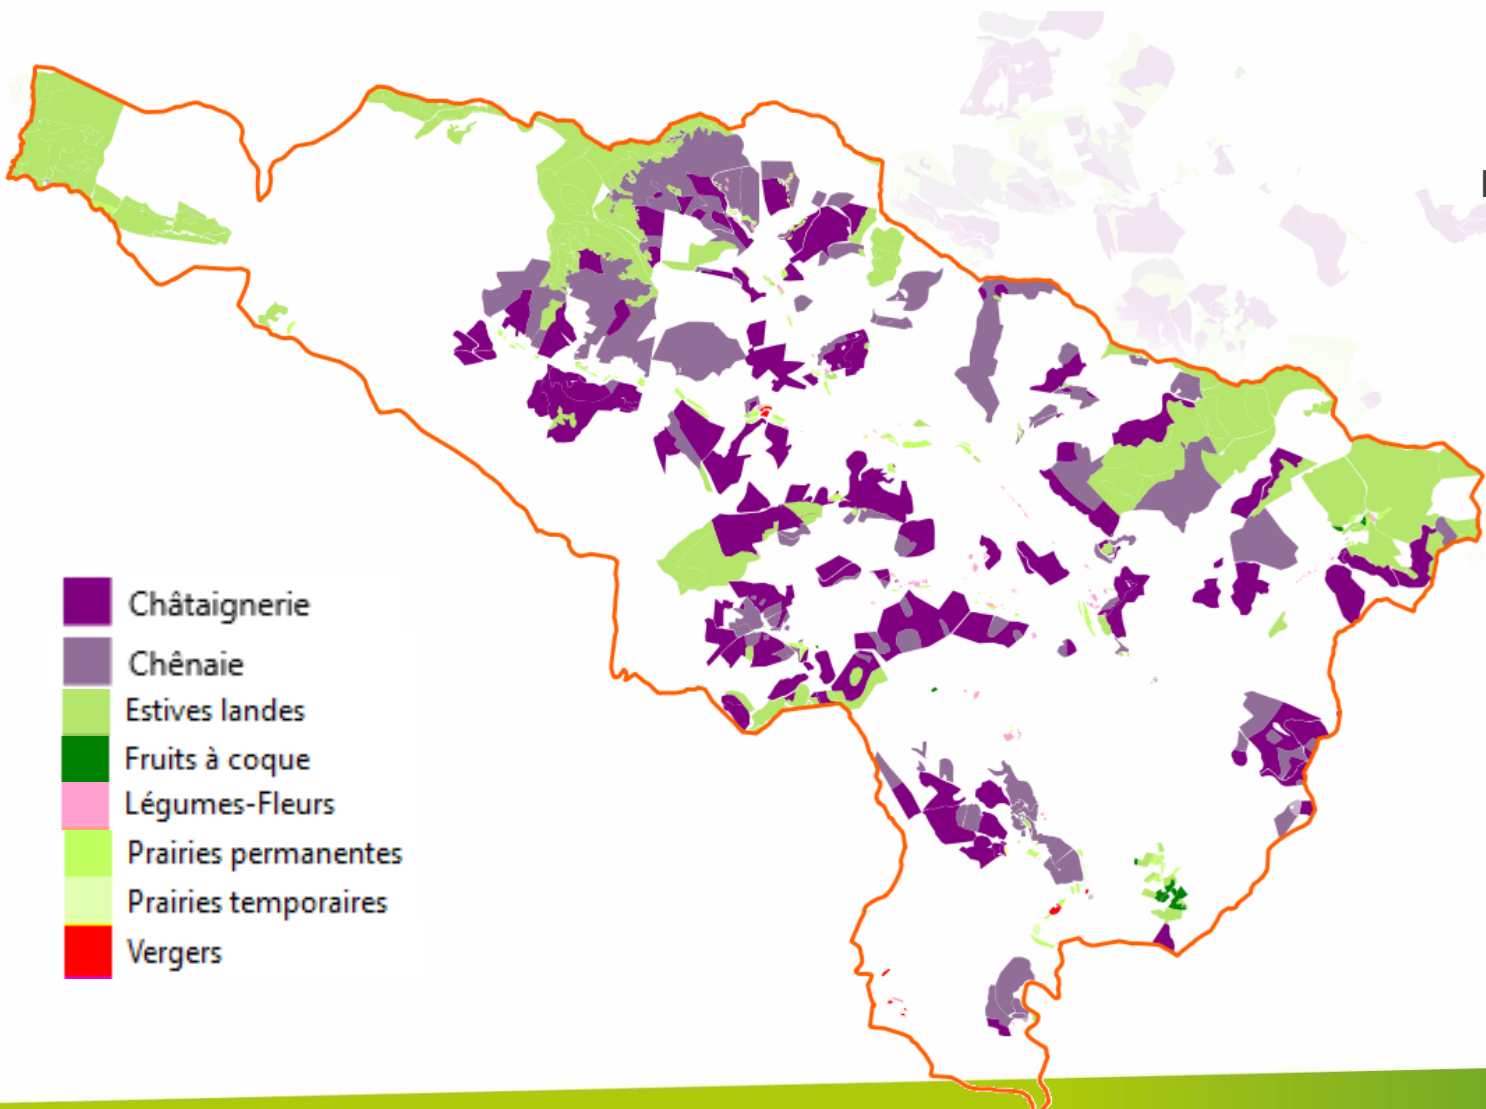 Châtaignerie
Chênaie
Estives landes
Fruits à coque
Légumes-Fleurs
Prairies permanentes
Prairies temporaires
Vergers